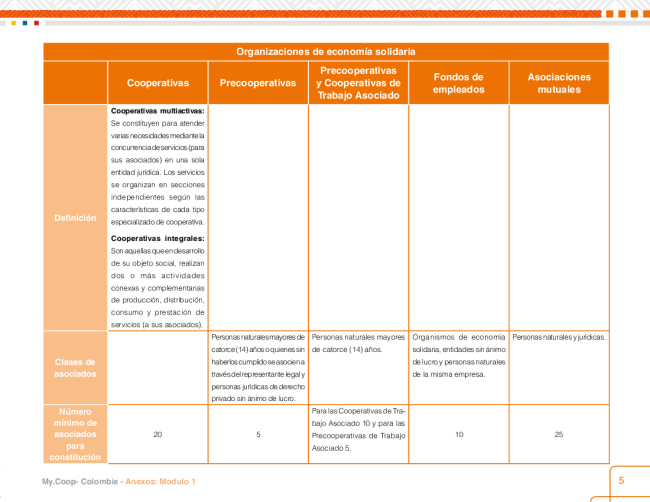 Organizaciones de economía solidaria
Cooperativas
Precooperativas
Precooperativas
y Cooperativas de
Trabajo Asociado
Fondos de
empleados
Asociaciones
mutuales
Definición
Cooperativas multiactivas:
Se constituyen para atender
varias necesidades mediante la
concurrencia de servicios (para
sus asociados) en una sola
entidad jurídica. Los servicios
se organizan en secciones
independientes según las
características de cada tipo
especializado de cooperativa.
Cooperativas integrales:
Son aquellas que en desarrollo
de su objeto social, realizan
dos o más actividades
conexas y complementarias
de producción, distribución,
consumo y prestación de
servicios (a sus asociados).
Clases de
asociados
Personas naturales mayores de
catorce (14) años o quienes sin
haberlos cumplido se asocien a
través del representante legal y
personas jurídicas de derecho
privado sin ánimo de lucro.
Personas naturales mayores
de catorce (14) años.
Organismos de economía
solidaria, entidades sin ánimo
de lucro y personas naturales
de la misma empresa.
Personas naturales y jurídicas.
Número
mínimo de
asociados
para
constitución
20
5
Para las Cooperativas de Tra-
bajo Asociado 10 y para las
Precooperativas de Trabajo
Asociado 5.
10
25
My.Coop- Colombia - Anexos: Modulo 1
5